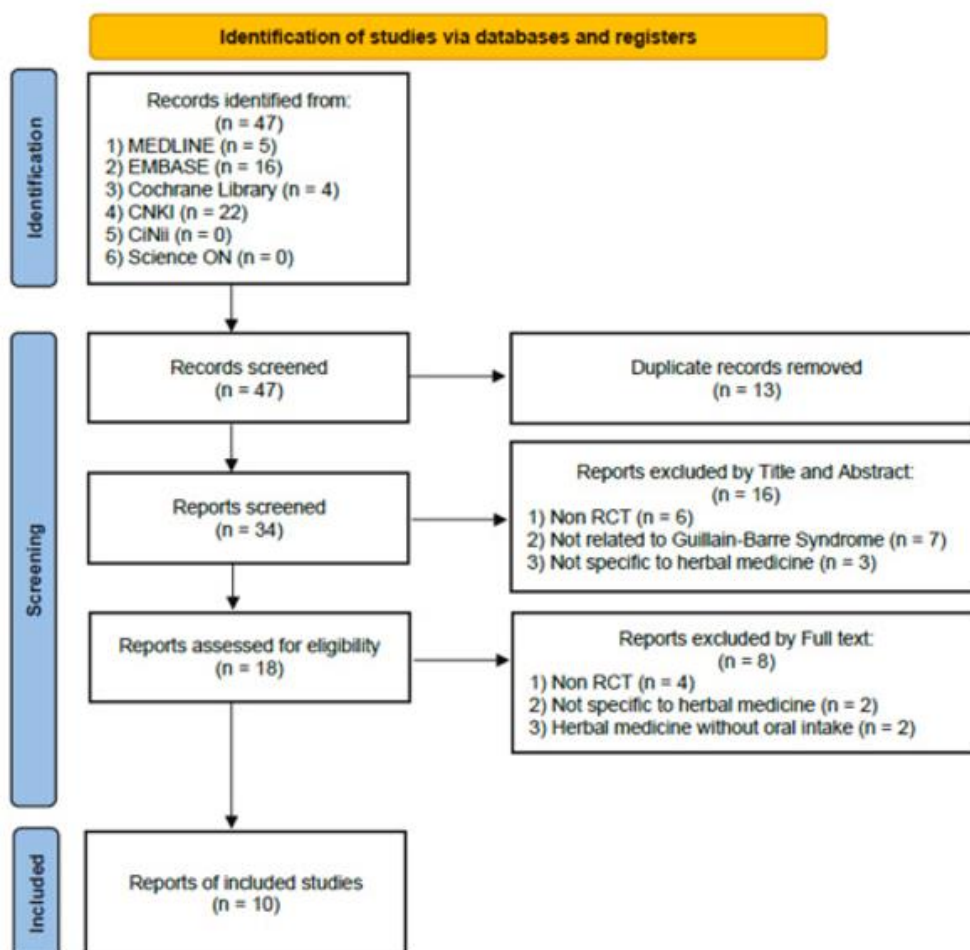 Identification of studies via databases and registers
Identification
Records identified from:
(n = 47)
1) MEDLINE (n = 5)
2) EMBASE (n = 16)
3) Cochrane Library (n = 4)
4) CNKI (n = 22)
5) CiNii (n = 0)
6) Science ON (n = 0)
Screening
Records screened
(n = 47)
Duplicate records removed
(n = 13)
Reports screened
(n = 34)
Reports excluded by Title and Abstract:
(n = 16)
1) Non RCT (n = 6)
2) Not related to Guillain-Barre Syndrome (n = 7)
3) Not specific to herbal medicine (n = 3)
Reports assessed for eligibility
(n = 18)
Reports excluded by Full text:
(n = 8)
1) Non RCT (n = 4)
2) Not specific to herbal medicine (n = 2)
3) Herbal medicine without oral intake (n = 2)
Included
Reports of included studies
(n = 10)